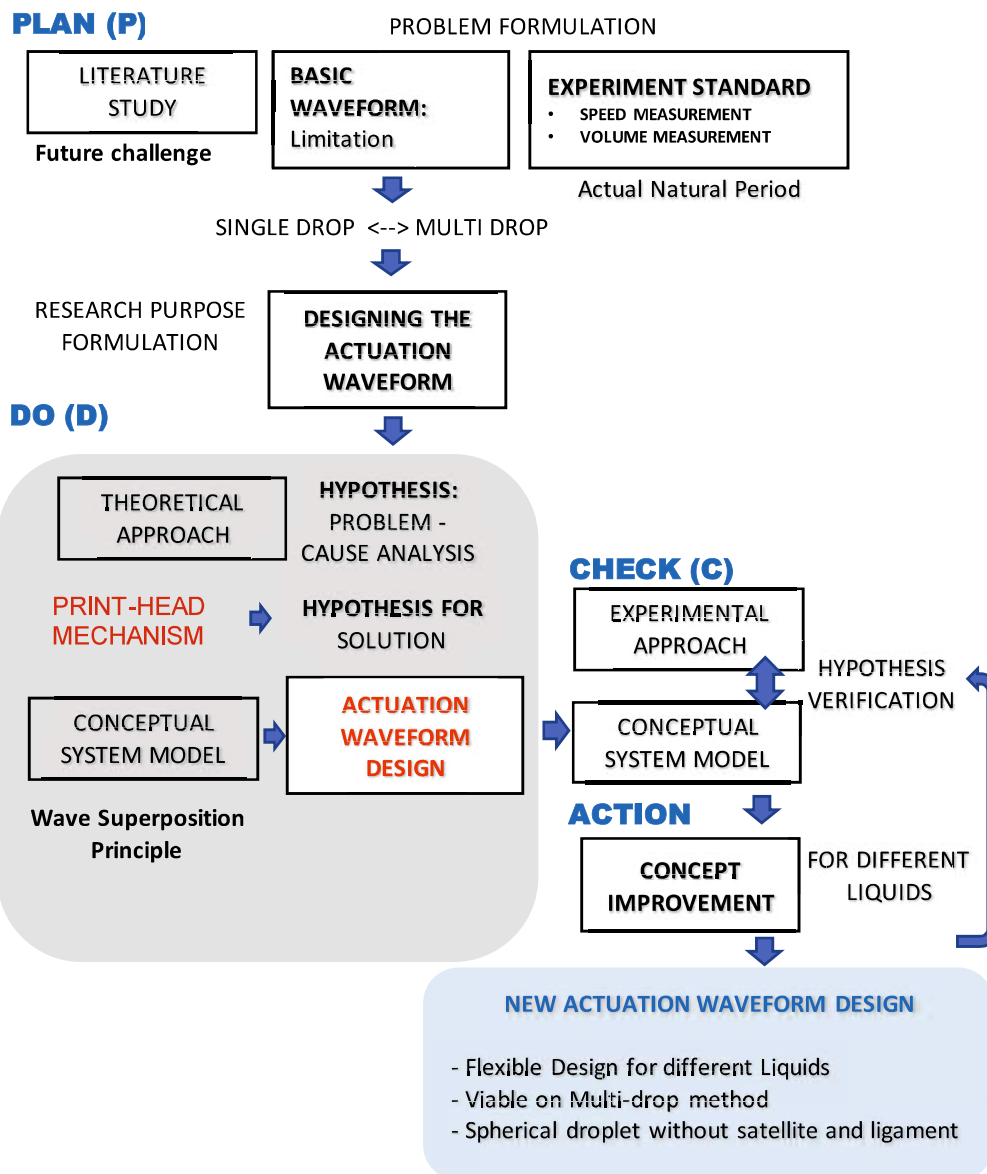 PLAN (P)
PROBLEM FORMULATION
LITERATURE
STUDY
Future challenge
BASIC
WAVEFORM:
Limitation
EXPERIMENT STANDARD
• SPEED MEASUREMENT
• VOLUME MEASUREMENT
Actual Natural Period
SINGLE DROP <--> MULTI DROP
RESEARCH PURPOSE
FORMULATION
DESIGNING THE
ACTUATION
WAVEFORM
DO (D)
THEORETICAL
APPROACH
HYPOTHESIS:
PROBLEM -
CAUSE ANALYSIS
PRINT-HEAD
MECHANISM
HYPOTHESIS FOR
SOLUTION
CONCEPTUAL
SYSTEM MODEL
Wave Superposition
Principle
ACTUATION
WAVEFORM
DESIGN
CHECK (C)
EXPERIMENTAL
APPROACH
HYPOTHESIS
VERIFICATION
CONCEPTUAL
SYSTEM MODEL
ACTION
CONCEPT
IMPROVEMENT
FOR DIFFERENT
LIQUIDS
NEW ACTUATION WAVEFORM DESIGN
- Flexible Design for different Liquids
- Viable on Multi-drop method
- Spherical droplet without satellite and ligament